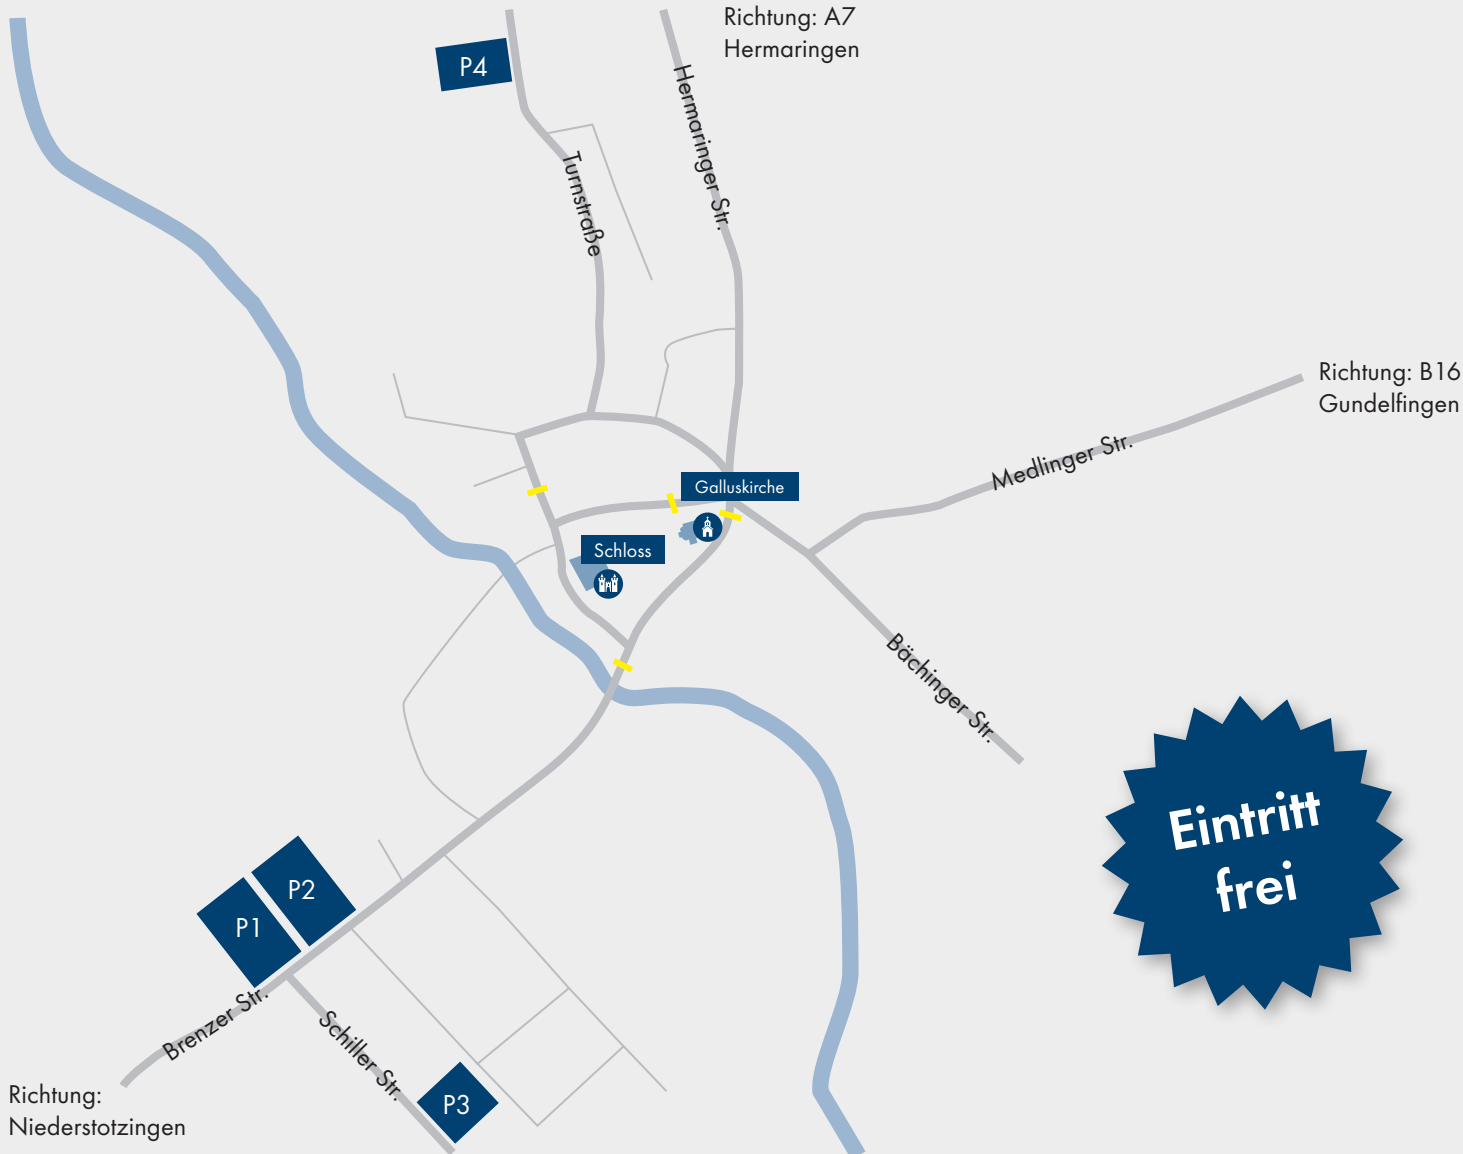 Richtung: A7
Hermaringen
P4
Hermaringer Str.
Turnstraße
Richtung: B16
Gundelfingen
Medlinger Str.
Galluskirche
Schloss
Bächinger Str.
Eintritt
frei
P2
P1
Brenzer Str.
Schiller Str.
P3
Richtung:
Niederstotzingen